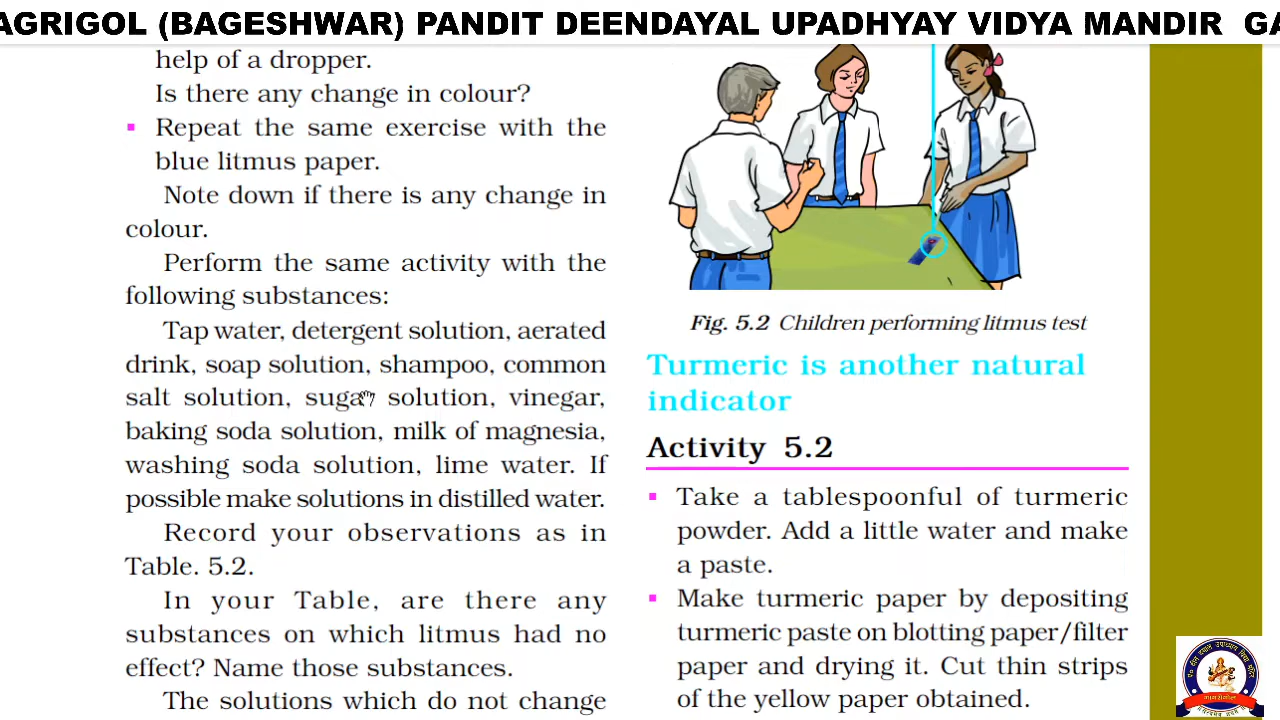 AGRIGOL (BAGESHWAR) PANDIT DEENDAYAL UPADHYAY VIDYA MANDIR GA
help of a dropper.
Is there any change in colour?
▪ Repeat the same exercise with the
blue litmus paper.
Note down if there is any change in
colour.
Perform the same activity with the
following substances:
Tap water, detergent solution, aerated
drink, soap solution, shampoo, common
salt solution, sugar solution, vinegar,
baking soda solution, milk of magnesia,
washing soda solution, lime water. If
possible make solutions in distilled water.
Record your observations as in
Table. 5.2.
In your Table, are there any
substances on which litmus had no
effect? Name those substances.
The solutions which do not change
Fig. 5.2 Children performing litmus test
Turmeric is another natural
indicator
Activity 5.2
▪ Take a tablespoonful of turmeric
powder. Add a little water and make
a paste.
▪ Make turmeric paper by depositing
turmeric paste on blotting paper/filter
paper and drying it. Cut thin strips
of the yellow paper obtained.